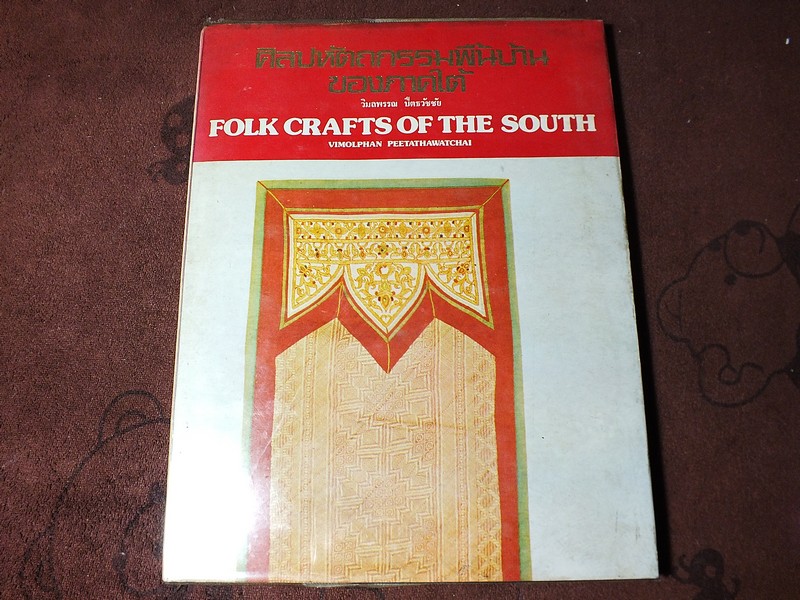 ศิลปหัตถกรรมพื้นบ้าน
ของภาคใต้
วิมลพรรณ ปีตธวัชชัย
FOLK CRAFTS OF THE SOUTH
VIMOLPHAN PEETATHAWATCHAI